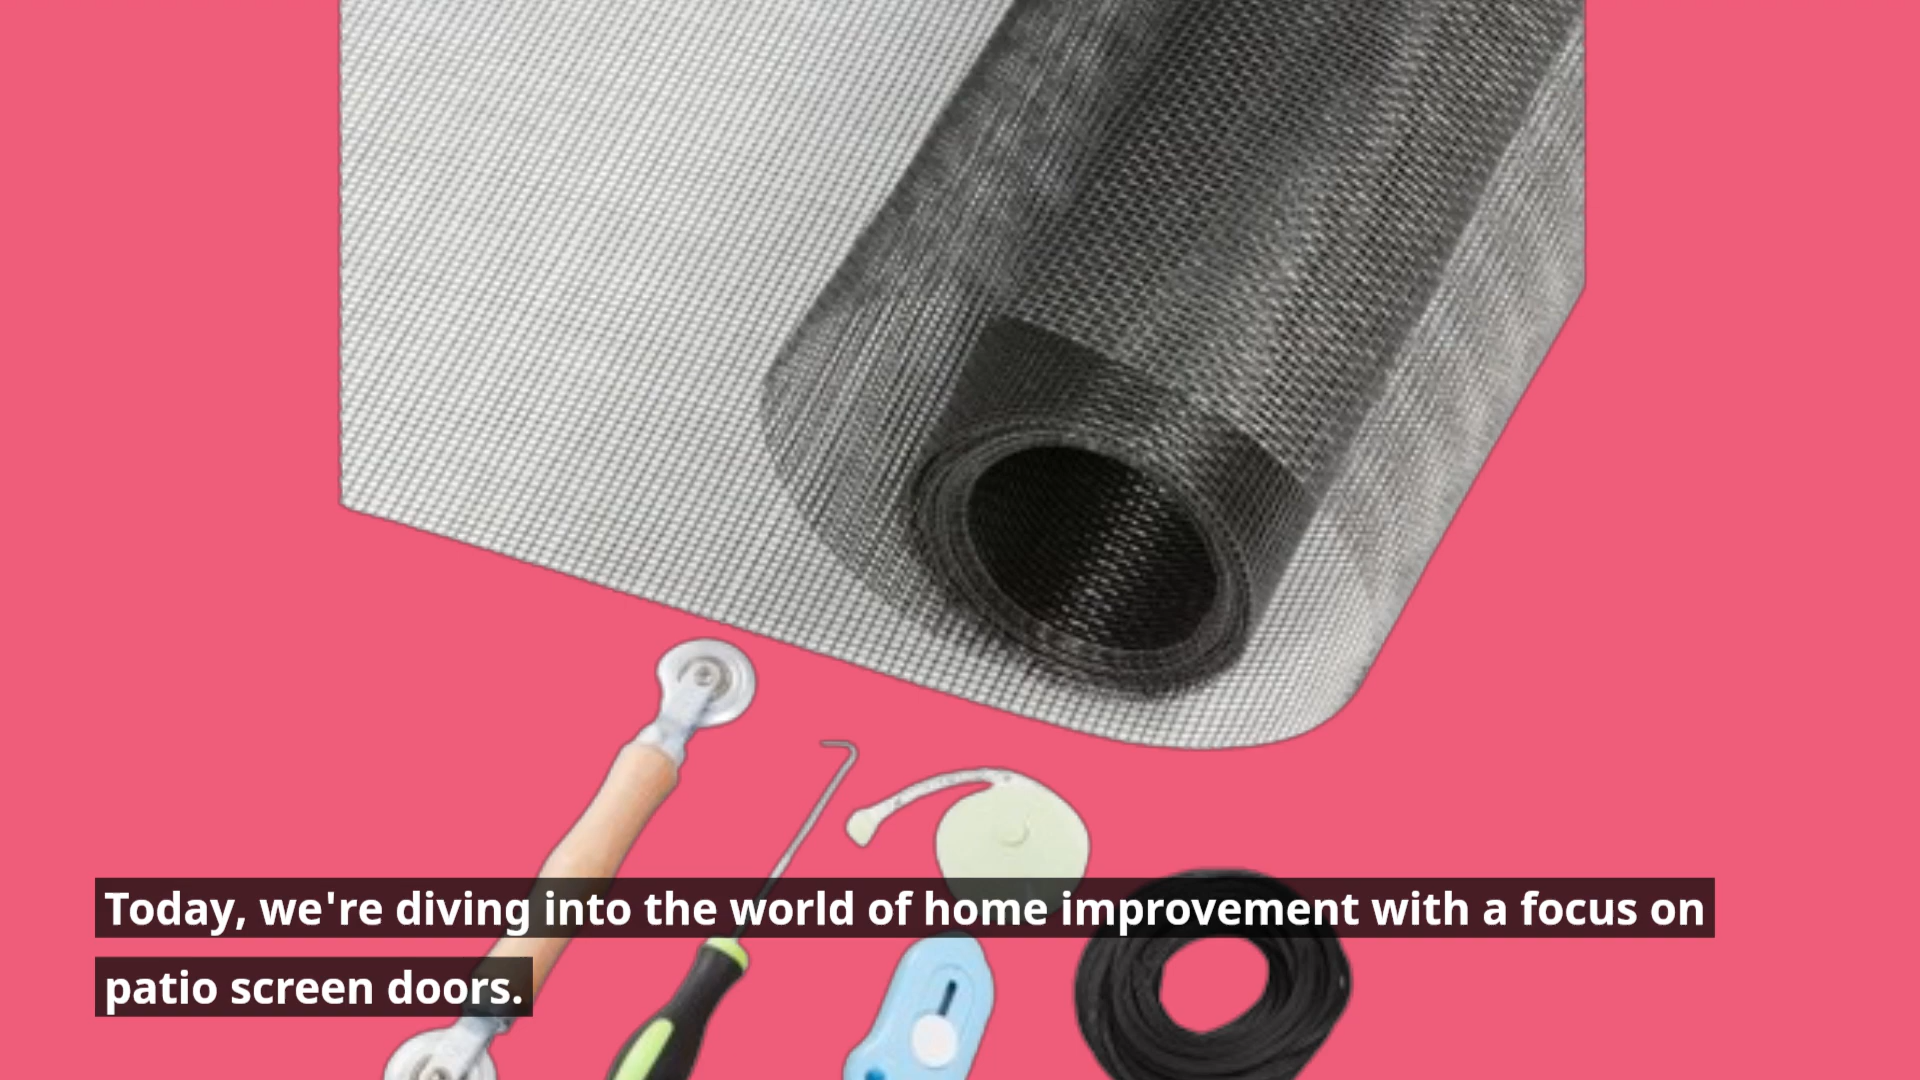 Today, we're diving into the world of home improvement with a focus on
patio screen doors.